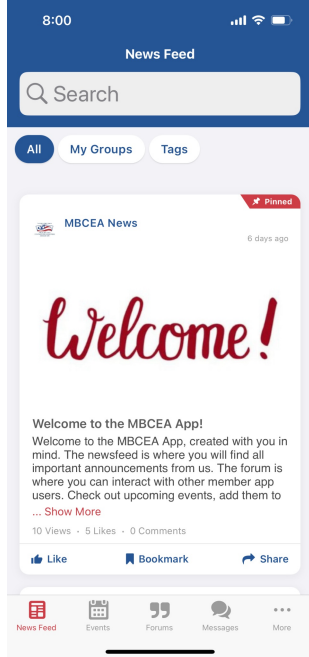 8:00
News Feed
Search
All
My Groups
Tags
Pinned
MBCEA News
6 days ago
Welcome!
Welcome to the MBCEA App!
Welcome to the MBCEA App, created with you in
mind. The newsfeed is where you will find all
important announcements from us. The forum is
where you can interact with other member app
users. Check out upcoming events, add them to
... Show More
10 Views · 5 Likes · 0 Comments
Like
Bookmark
Share
News Feed
Events
Forums
Messages
More